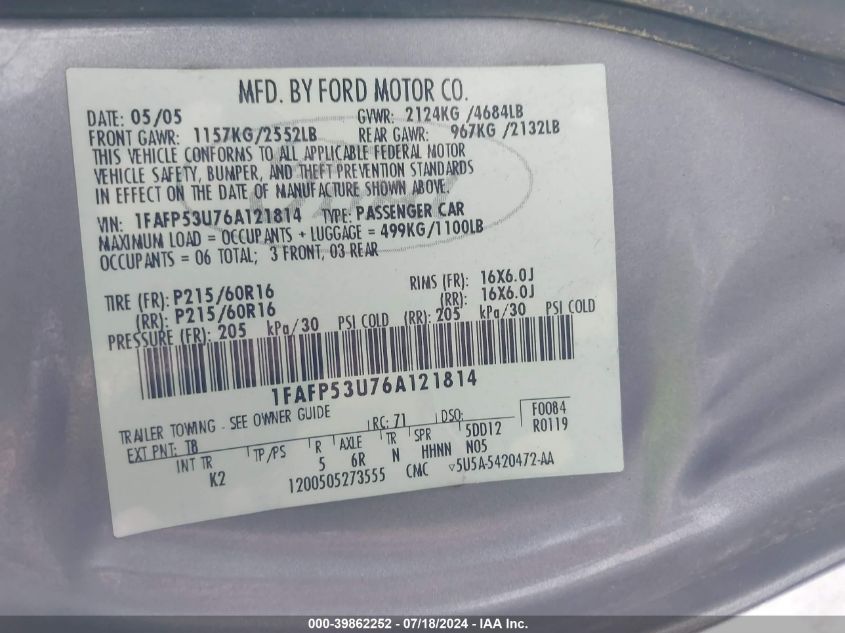 MFD. BY FORD MOTOR CO.
DATE: 05/05 GVWR: 2124KG /4684LB
FRONT GAWR: 1157KG/2552LB REAR GAWR: 967KG /2132LB
THIS VEHICLE CONFORMS TO ALL APPLICABLE FEDERAL MOTOR
VEHICLE SAFETY, BUMPER, AND THEFT PREVENTION STANDARDS
IN EFFECT ON THE DATE OF MANUFACTURE SHOWN ABOVE.
VIN: 1FAFP53U76A121814 TYPE: PASSENGER CAR
MAXIMUM LOAD = OCCUPANTS + LUGGAGE = 499KG/1100LB
OCCUPANTS = 06 TOTAL; 3 FRONT, 03 REAR
TIRE (FR): P215/60R16 RIMS (FR): 16X6.0J
(RR): P215/60R16 (RR): 16X6.0J
PRESSURE (FR): 205 kPa/30 PSI COLD (RR): 205 kPa/30 PSI COLD
1FAFP53U76A121814
TRAILER TOWING - SEE OWNER GUIDE
EXT PNT: TB RC: 71 DSO: F0084
INT TR TP/PS R AXLE TR SPR 5DD12 R0119
K2 5 6R N HHNN N05
1200505273555 CMC ▽5U5A-5420472-AA
Ford
000-39862252 - 07/18/2024 - IAA Inc.